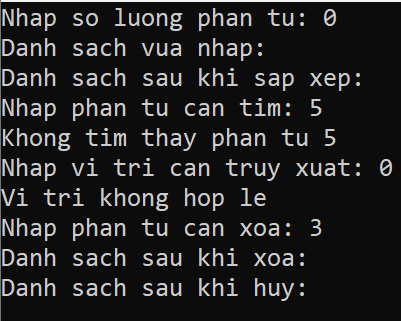 Nhap so luong phan tu: 0
Danh sach vua nhap:
Danh sach sau khi sap xep:
Nhap phan tu can tim: 5
Khong tim thay phan tu 5
Nhap vi tri can truy xuat: 0
Vi tri khong hop le
Nhap phan tu can xoa: 3
Danh sach sau khi xoa:
Danh sach sau khi huy: